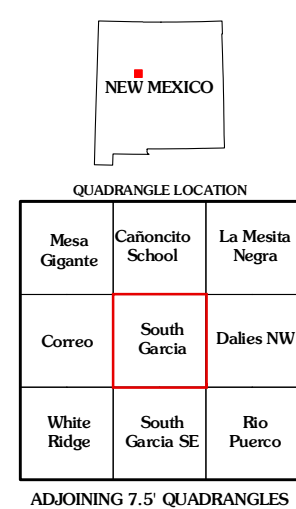 NEW MEXICO
QUADRANGLE LOCATION
Mesa
Gigante
Cañoncito
School
La Mesita
Negra
Correo
South
Garcia
Dalies NW
White
Ridge
South
Garcia SE
Rio
Puerco
ADJOINING 7.5' QUADRANGLES